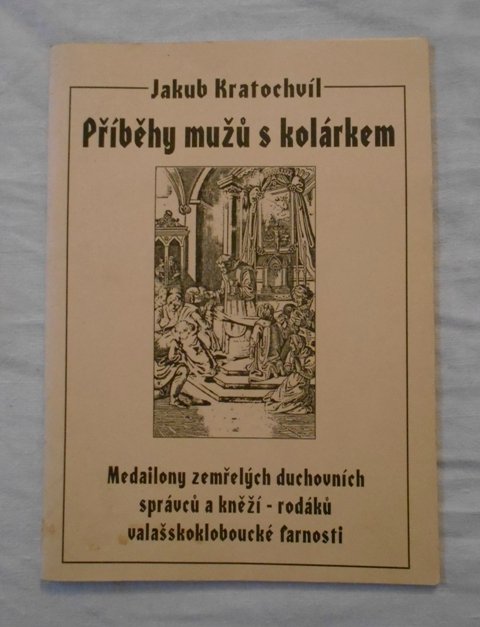 Jakub Kratochvíl
Příběhy mužů s kolárkem
Medailony zemřelých duchovních
správců a kněží - rodáků
valašskokloboucké farnosti